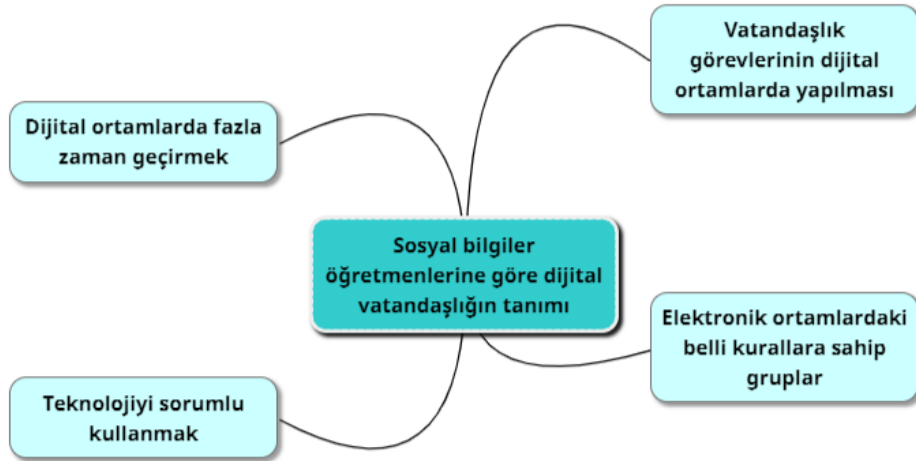 Vatandaşlık
görevlerinin dijital
ortamlarda yapılması
Dijital ortamlarda fazla
zaman geçirmek
Sosyal bilgiler
öğretmenlerine göre dijital
vatandaşlığın tanımı
Elektronik ortamlardaki
belli kurallara sahip
gruplar
Teknolojiyi sorumlu
kullanmak